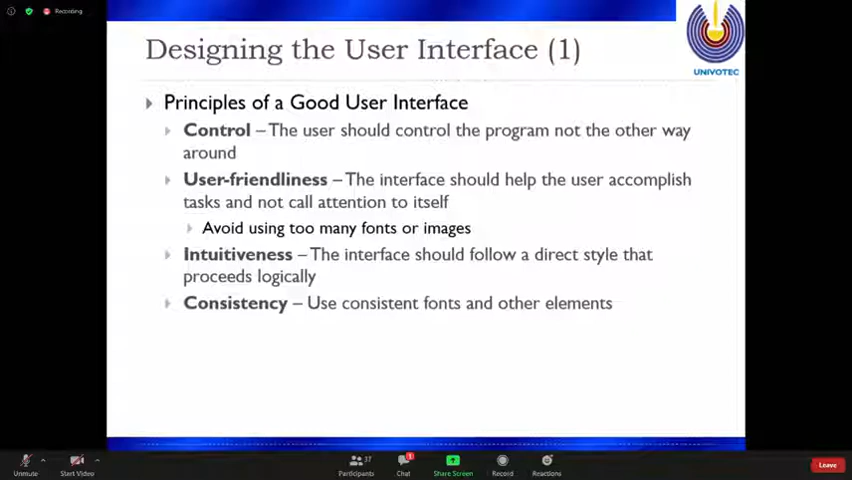 Recording
Designing the User Interface (1)
UNIVOTEC
Principles of a Good User Interface
Control – The user should control the program not the other way
around
User-friendliness – The interface should help the user accomplish
tasks and not call attention to itself
Avoid using too many fonts or images
Intuitiveness – The interface should follow a direct style that
proceeds logically
Consistency – Use consistent fonts and other elements
37
1
Unmute
Start Video
Participants
Chat
Share Screen
Record
Reactions
Leave